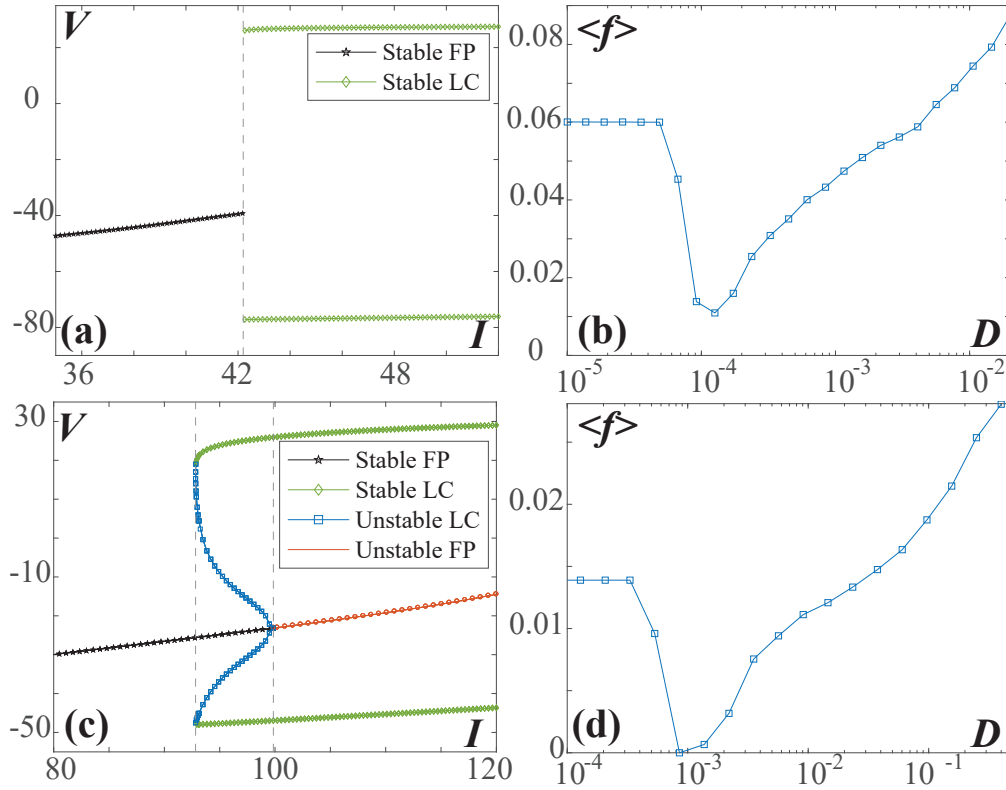 V
0
-40
-80
Stable FP
Stable LC
(a)
I
36
42
48
<f>
0.08
0.06
0.04
0.02
0
(b)
D
10-5
10-4
10-3
10-2
V
30
-10
-50
Stable FP
Stable LC
Unstable LC
Unstable FP
(c)
I
80
100
120
<f>
0.02
0.01
0
(d)
D
10-4
10-3
10-2
10-1